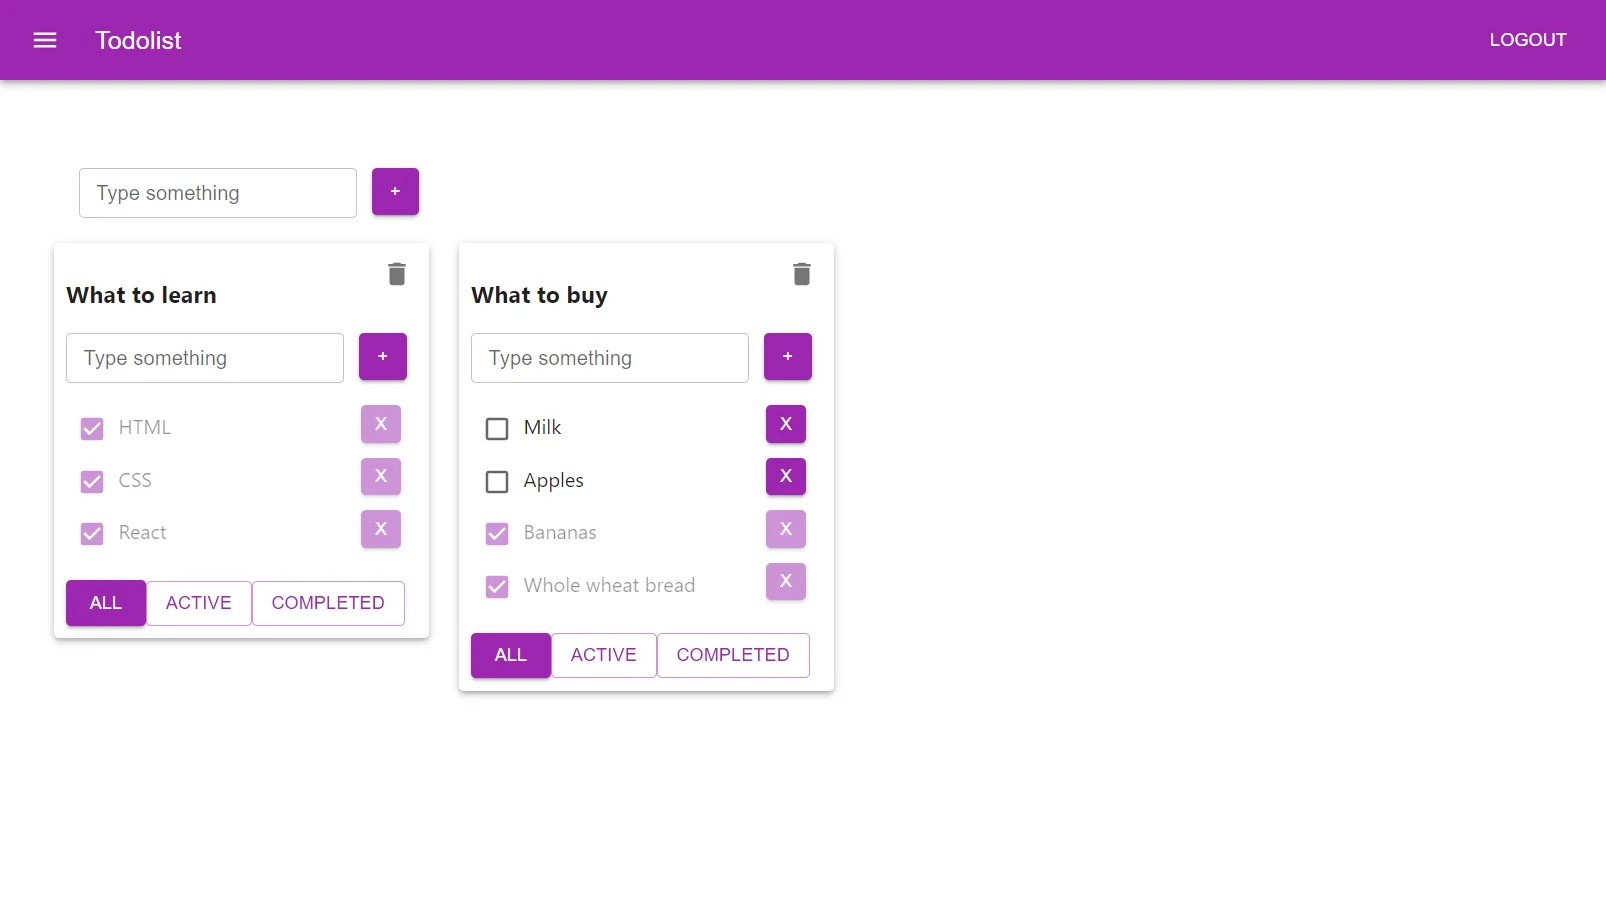 Todolist
LOGOUT
Type something +
What to learn
Type something +
HTML X
CSS X
React X
ALL ACTIVE COMPLETED
What to buy
Type something +
Milk X
Apples X
Bananas X
Whole wheat bread X
ALL ACTIVE COMPLETED